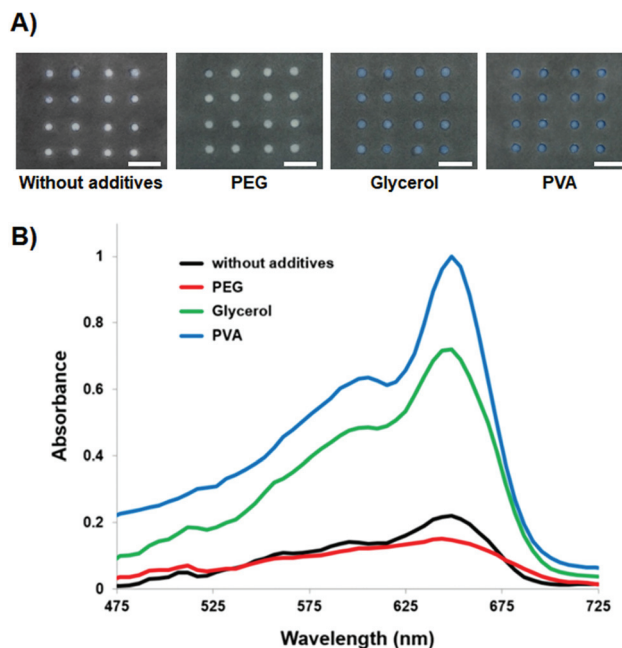 A)
Without additives
PEG
Glycerol
PVA
B)
without additives
PEG
Glycerol
PVA
1
0.8
0.6
0.4
0.2
0
Absorbance
475
525
575
625
675
725
Wavelength (nm)